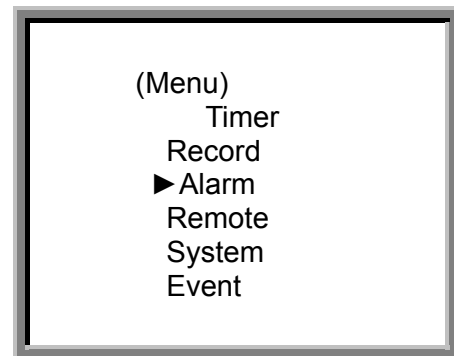 (Menu)
Timer
Record
►Alarm
Remote
System
Event